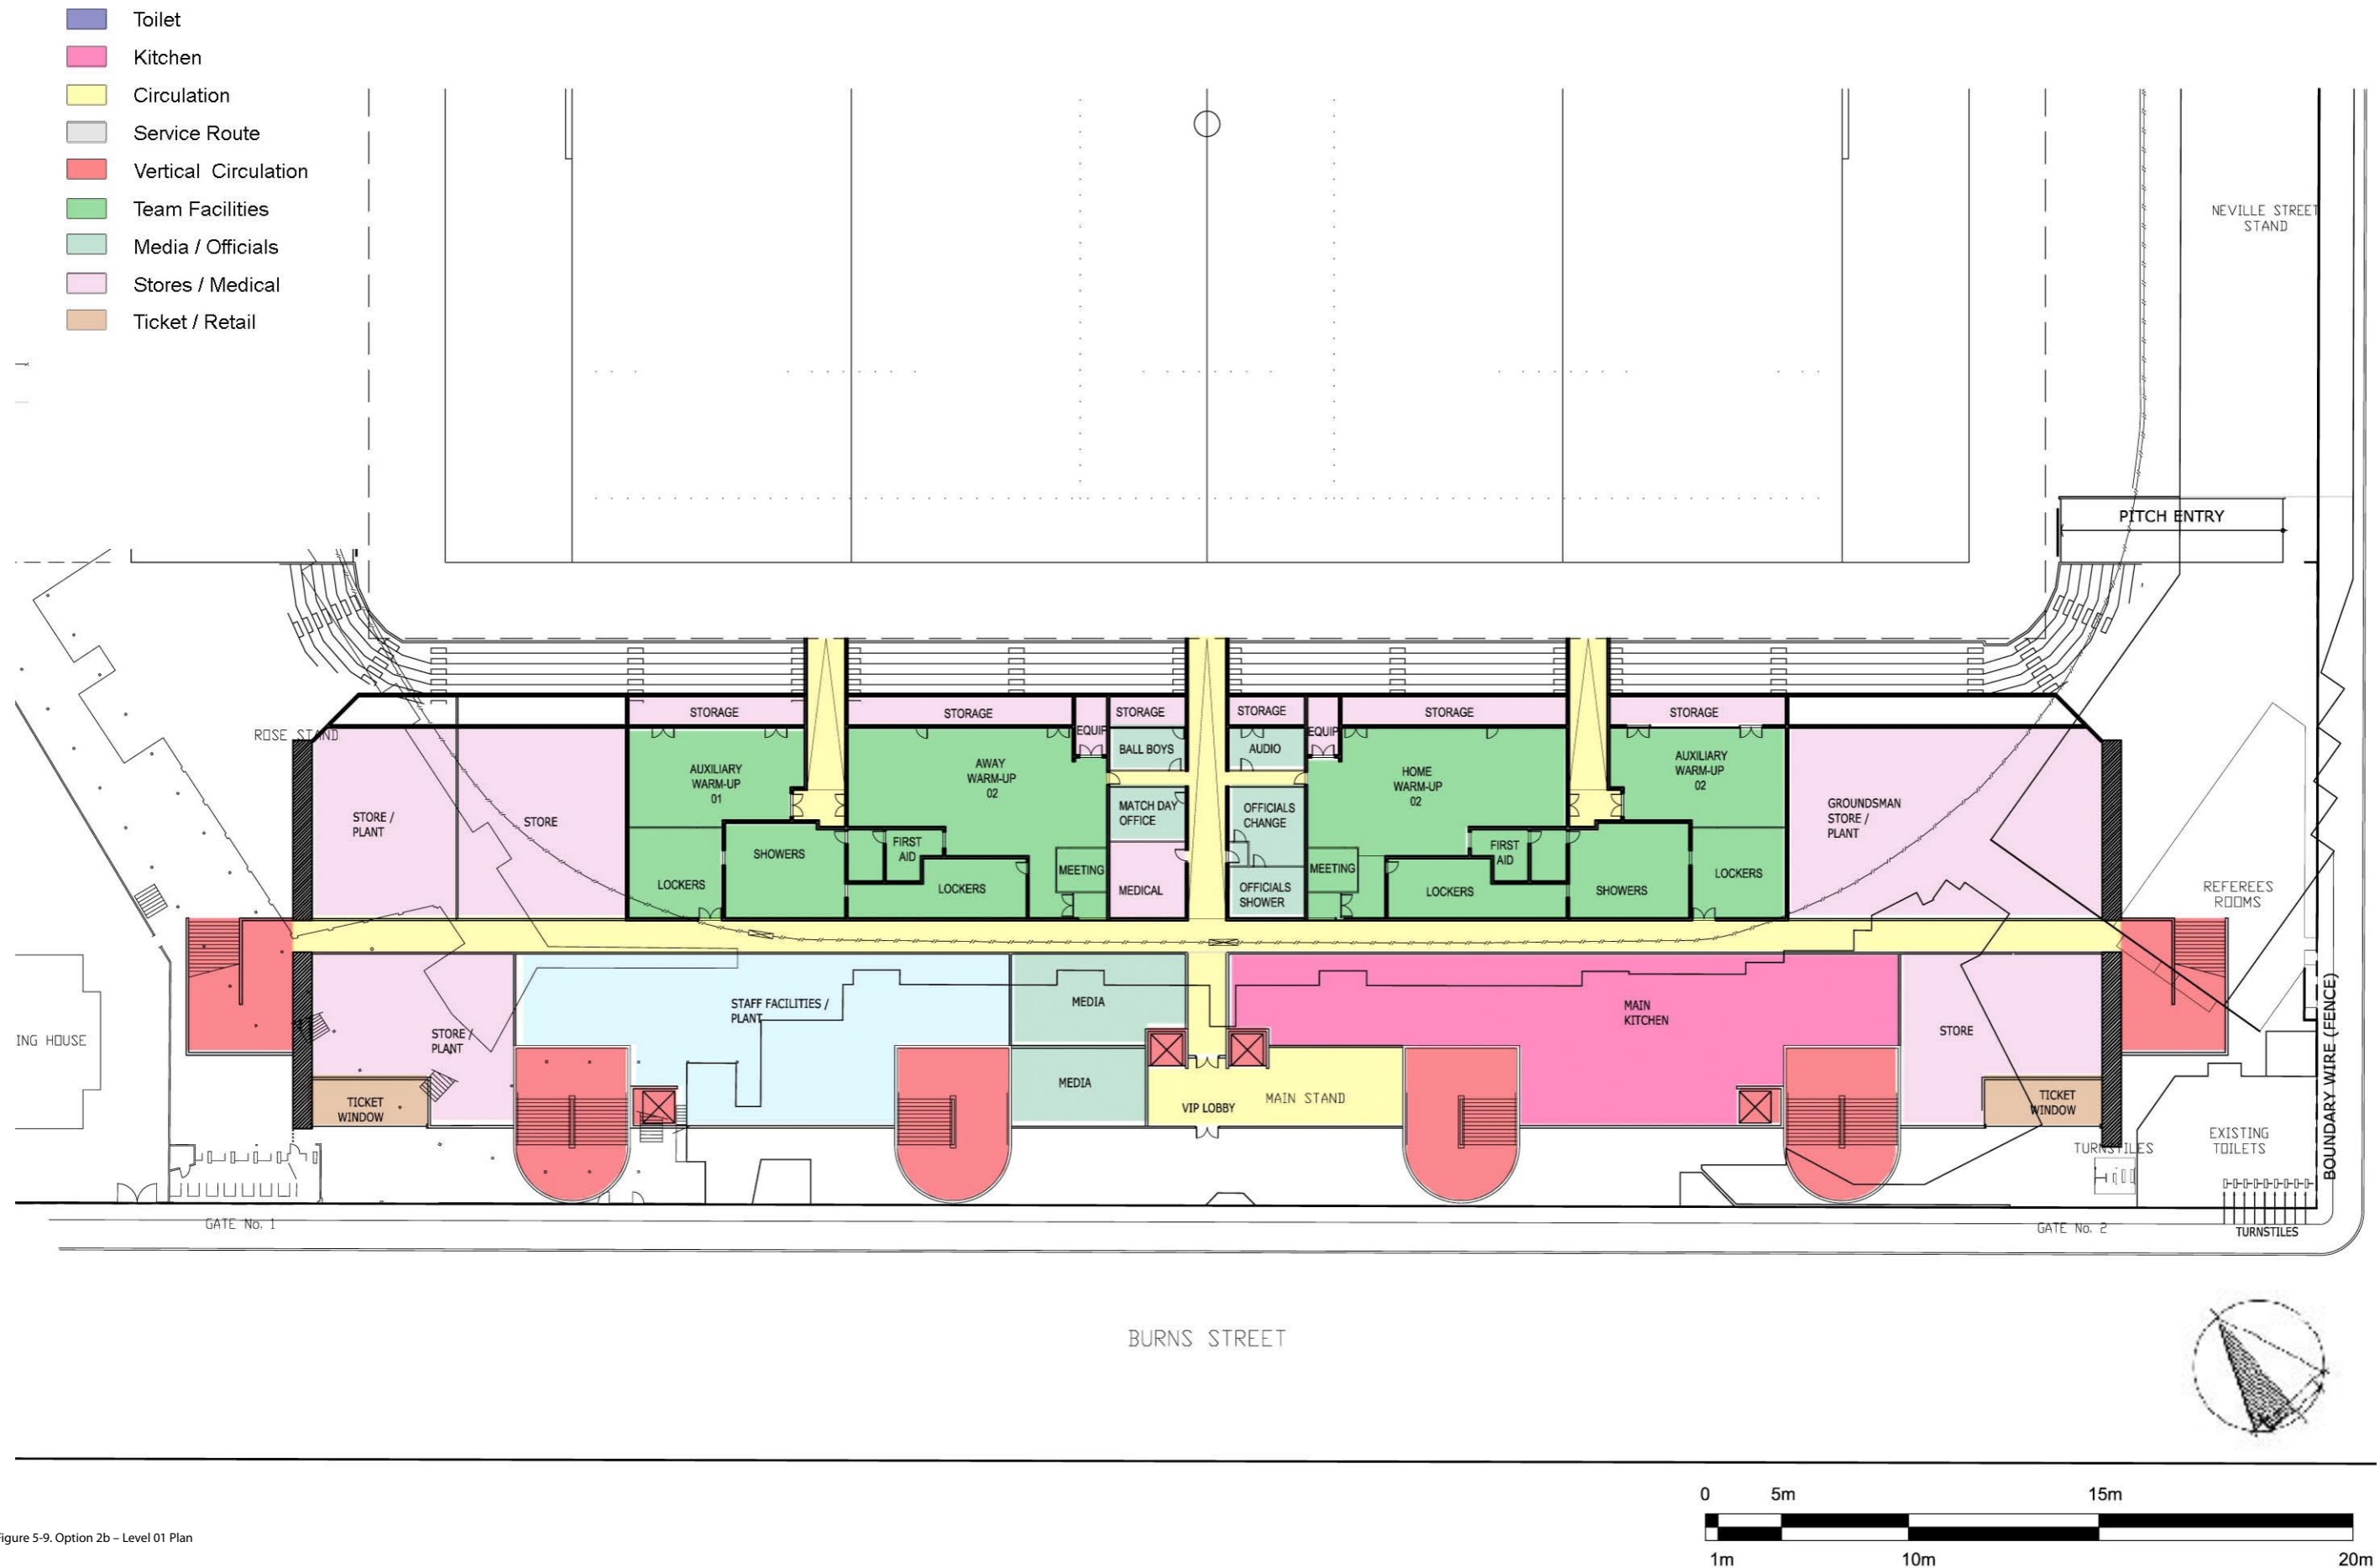 Toilet
Kitchen
Circulation
Service Route
Vertical Circulation
Team Facilities
Media / Officials
Stores / Medical
Ticket / Retail
NEVILLE STREET
STAND
PITCH ENTRY
ROSE STAND
STORAGE
STORAGE
EQUIP
STORAGE
STORAGE
EQUIP
STORAGE
STORAGE
BALL BOYS
AUDIO
AUXILIARY
WARM-UP
01
AWAY
WARM-UP
02
HOME
WARM-UP
02
AUXILIARY
WARM-UP
02
STORE /
PLANT
STORE
MATCH DAY
OFFICE
OFFICIALS
CHANGE
GROUNDSMAN
STORE /
PLANT
SHOWERS
FIRST
AID
FIRST
AID
MEETING
MEETING
LOCKERS
LOCKERS
MEDICAL
OFFICIALS
SHOWER
LOCKERS
SHOWERS
LOCKERS
REFEREES
ROOMS
STAFF FACILITIES /
PLANT
MEDIA
MAIN
KITCHEN
STORE
STORE /
PLANT
ING HOUSE
BOUNDARY WIRE (FENCE)
MEDIA
TICKET
WINDOW
VIP LOBBY
MAIN STAND
TICKET
WINDOW
TURNSTILES
EXISTING
TOILETS
GATE No. 1
GATE No. 2
TURNSTILES
BURNS STREET
0 5m 15m
1m 10m 20m
Figure 5-9. Option 2b – Level 01 Plan